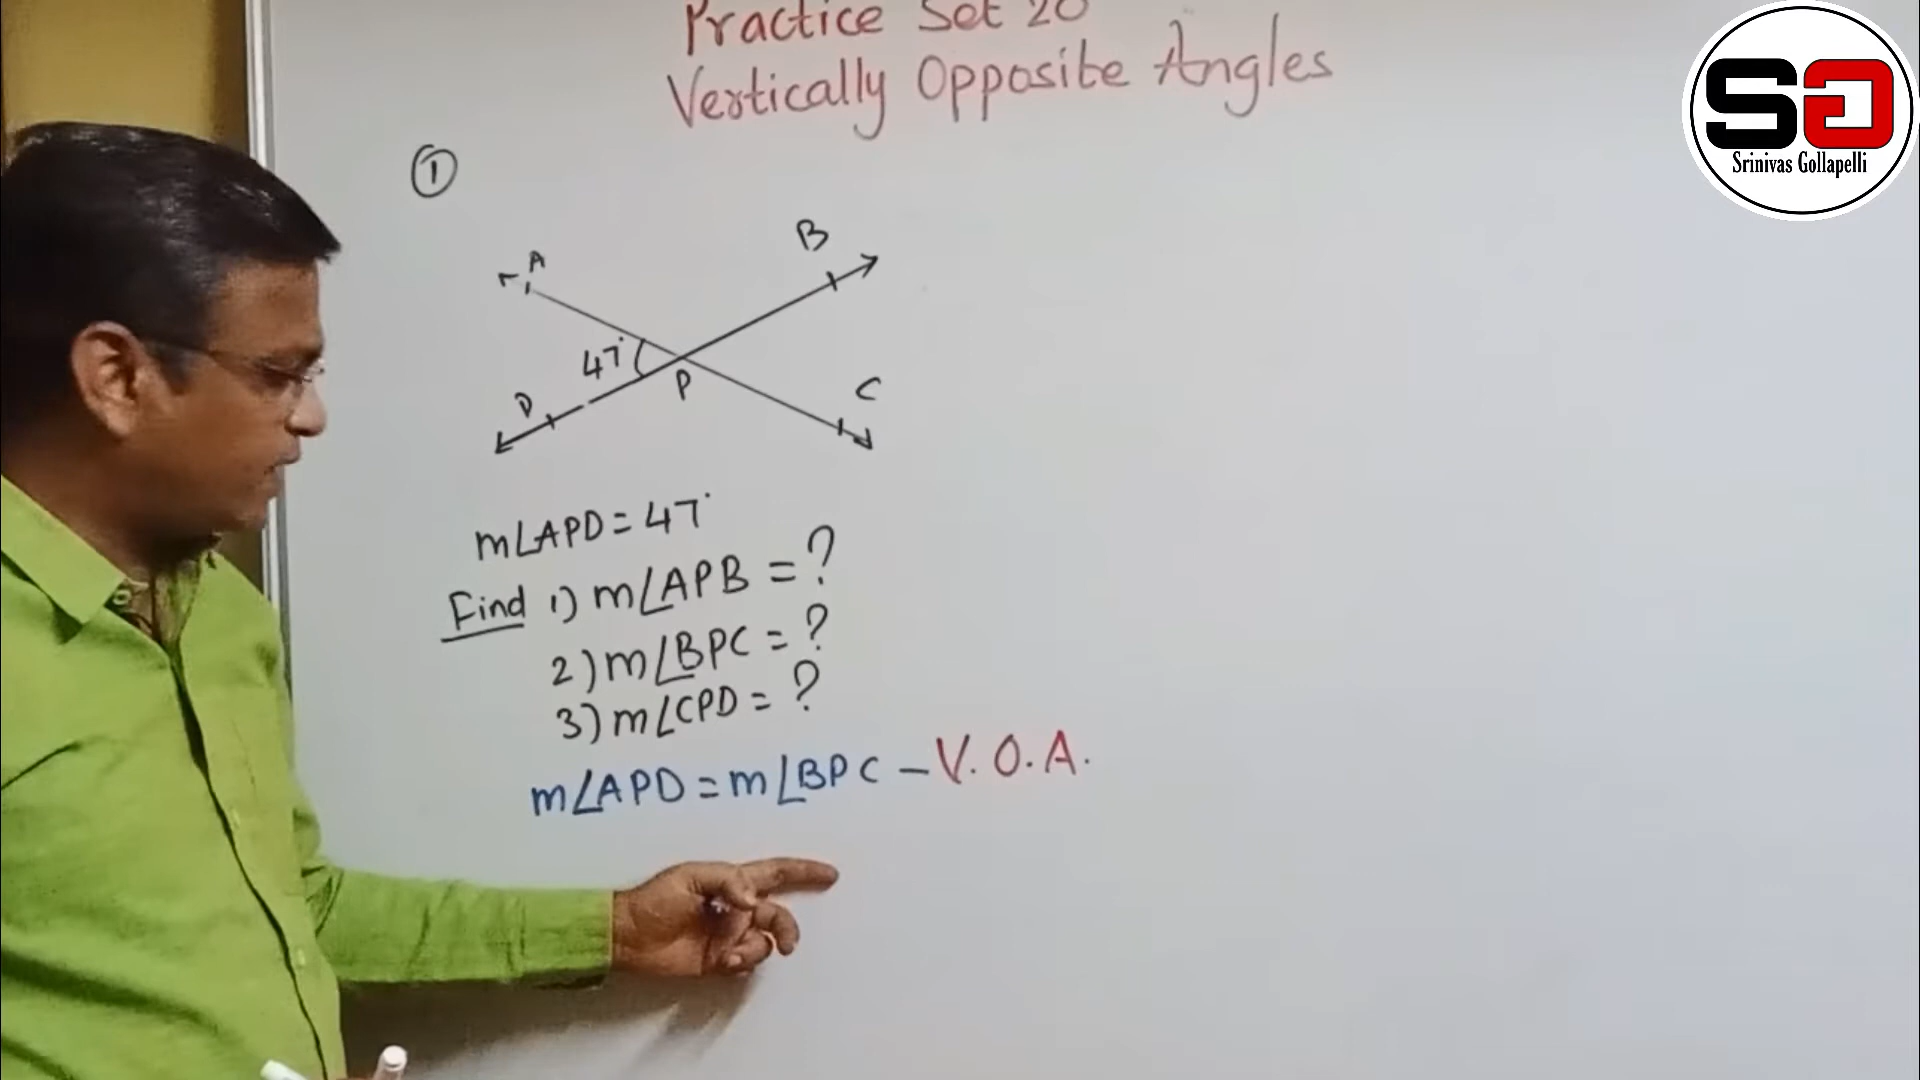 Practice Set 20
Vertically Opposite Angles
①
A
B
47°
P
D
C
m∠APD = 47°
Find 1) m∠APB = ?
2) m∠BPC = ?
3) m∠CPD = ?
m∠APD = m∠BPC – V.O.A.
SG
Srinivas Gollapelli